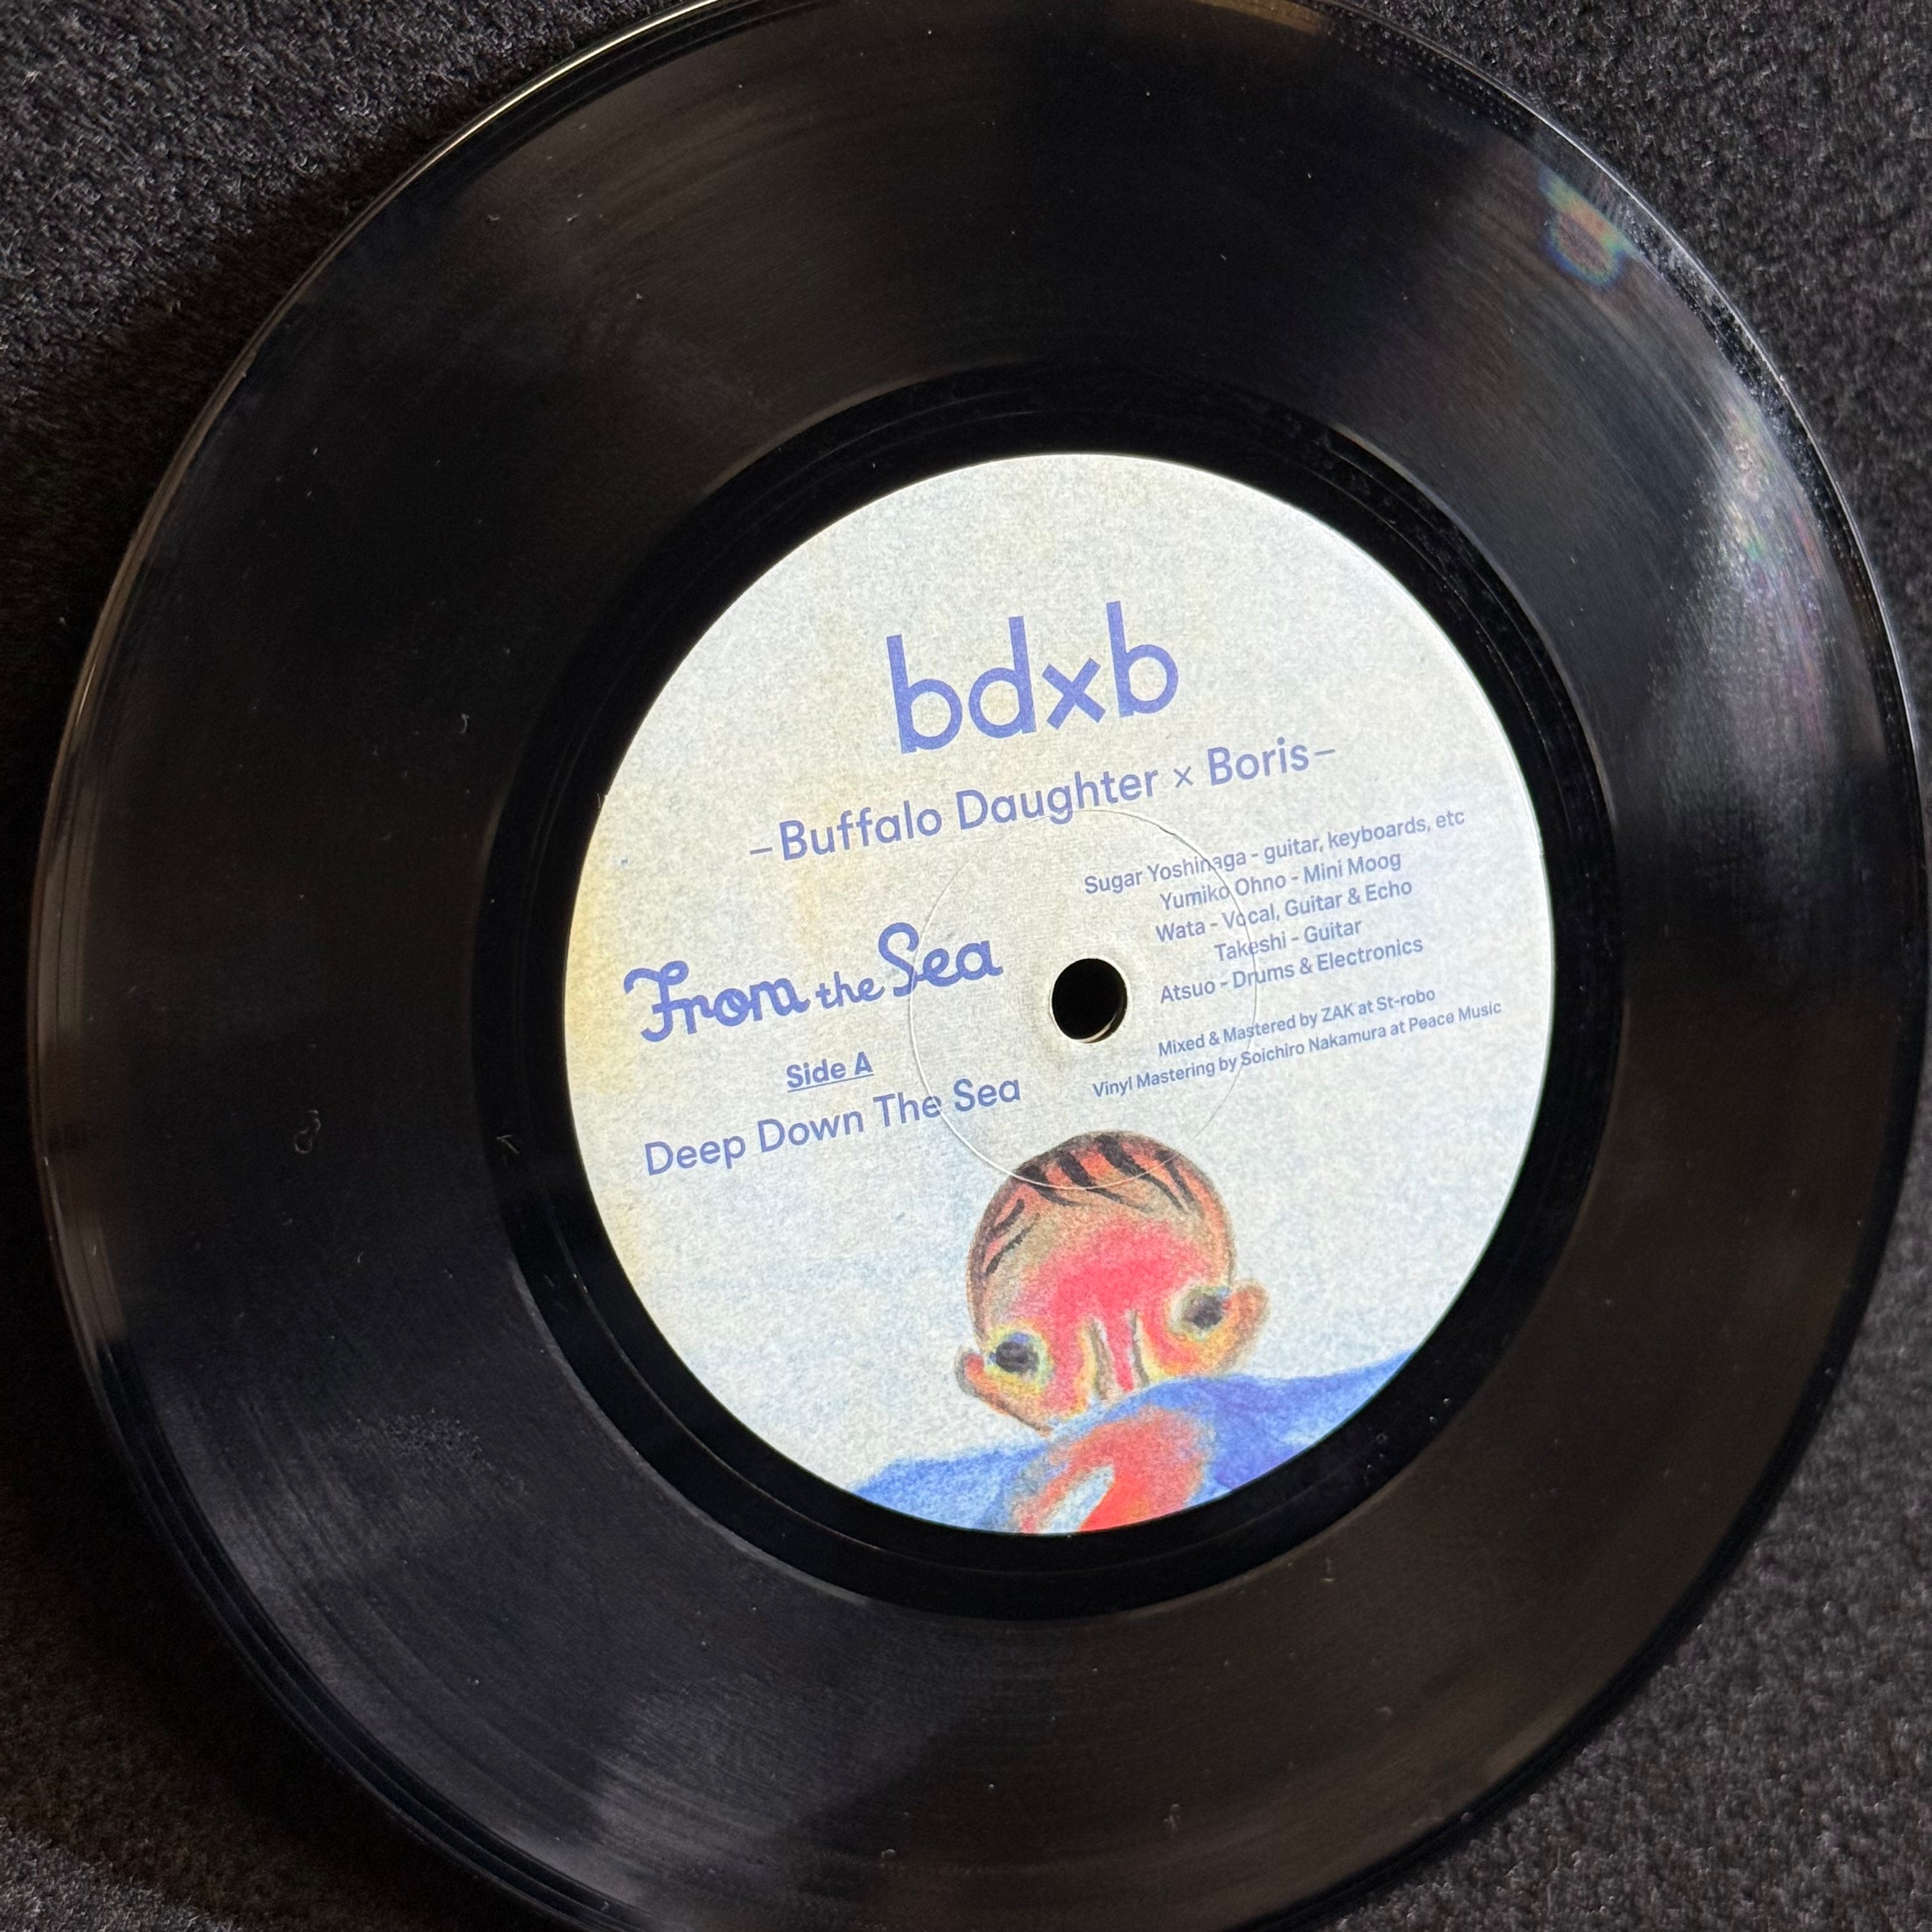 bdxb
–Buffalo Daughter × Boris–
Sugar Yoshinaga - guitar, keyboards, etc
Yumiko Ohno - Mini Moog
Wata - Vocal, Guitar & Echo
Takeshi - Guitar
Atsuo - Drums & Electronics
Mixed & Mastered by ZAK at St-robo
Vinyl Mastering by Soichiro Nakamura at Peace Music
From the Sea
Side A
Deep Down The Sea